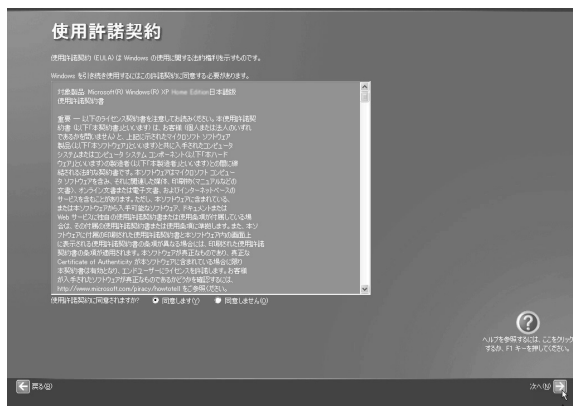 使用許諾契約
使用許諾契約 (EULA) は Windows の使用に関する法的権利を示すものです。
Windows を引き続き使用するにはこの許諾契約に同意する必要があります。
対象製品 Microsoft(R) Windows(R) XP Home Edition日本語版
使用許諾契約書
重要 ― 以下のライセンス契約書を注意してお読みください。本使用許諾契
約書 (以下「本契約書」といいます) は、お客様 (個人または法人のいずれ
であるかを問いません) と、上記に示されたマイクロソフト ソフトウェア
製品(以下「本ソフトウェア」といいます)と共に入手されたコンピュータ
システムまたはコンピュータ システム コンポーネント(以下「本ハード
ウェア」といいます)の製造者(以下「本製造者」といいます)との間に締
結される法的な契約書です。本ソフトウェアはマイクロソフト コンピュー
タ ソフトウェアを含み、それに関連した媒体、印刷物(マニュアルなどの
文書)、オンライン文書または電子文書、およびインターネットベースの
サービスを含むことがあります。ただし、本ソフトウェアに含まれている、
または本ソフトウェアから入手可能なソフトウェア、ドキュメントまたは
Web サービスに独自の使用許諾契約書または使用条項が付属している場
合は、その付属の使用許諾契約書または使用条項に準拠します。また、本ソ
フトウェアに付属の印刷された使用許諾契約書と本ソフトウェア内の画面上
に表示される使用許諾契約書の条項が異なる場合には、印刷された使用許諾
契約書の条項が適用されます。本ソフトウェアが真正なものであり、真正な
Certificate of Authenticity が本ソフトウェアに含まれている場合に限り
本契約書は有効となり、エンドユーザーにライセンスを許諾します。お客様
が入手されたソフトウェアが真正なものであるかどうかを確認するには、
http://www.microsoft.com/piracy/howtotell をご参照ください。
使用許諾契約に同意されますか? 同意します(Y) 同意しません(O)
ヘルプを参照するには、ここをクリック
するか、F1 キーを押してください。
戻る(B)
次へ(N)